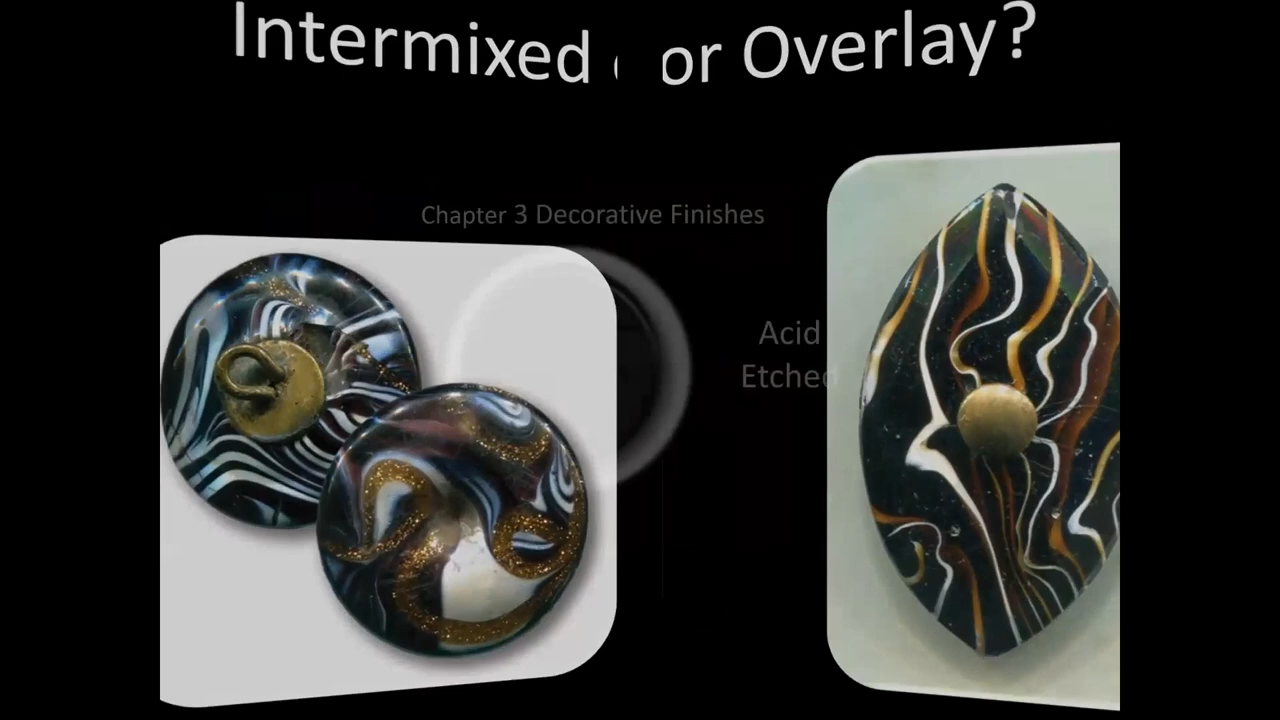 Intermixed or Overlay?
Chapter 3 Decorative Finishes
Acid
Etched